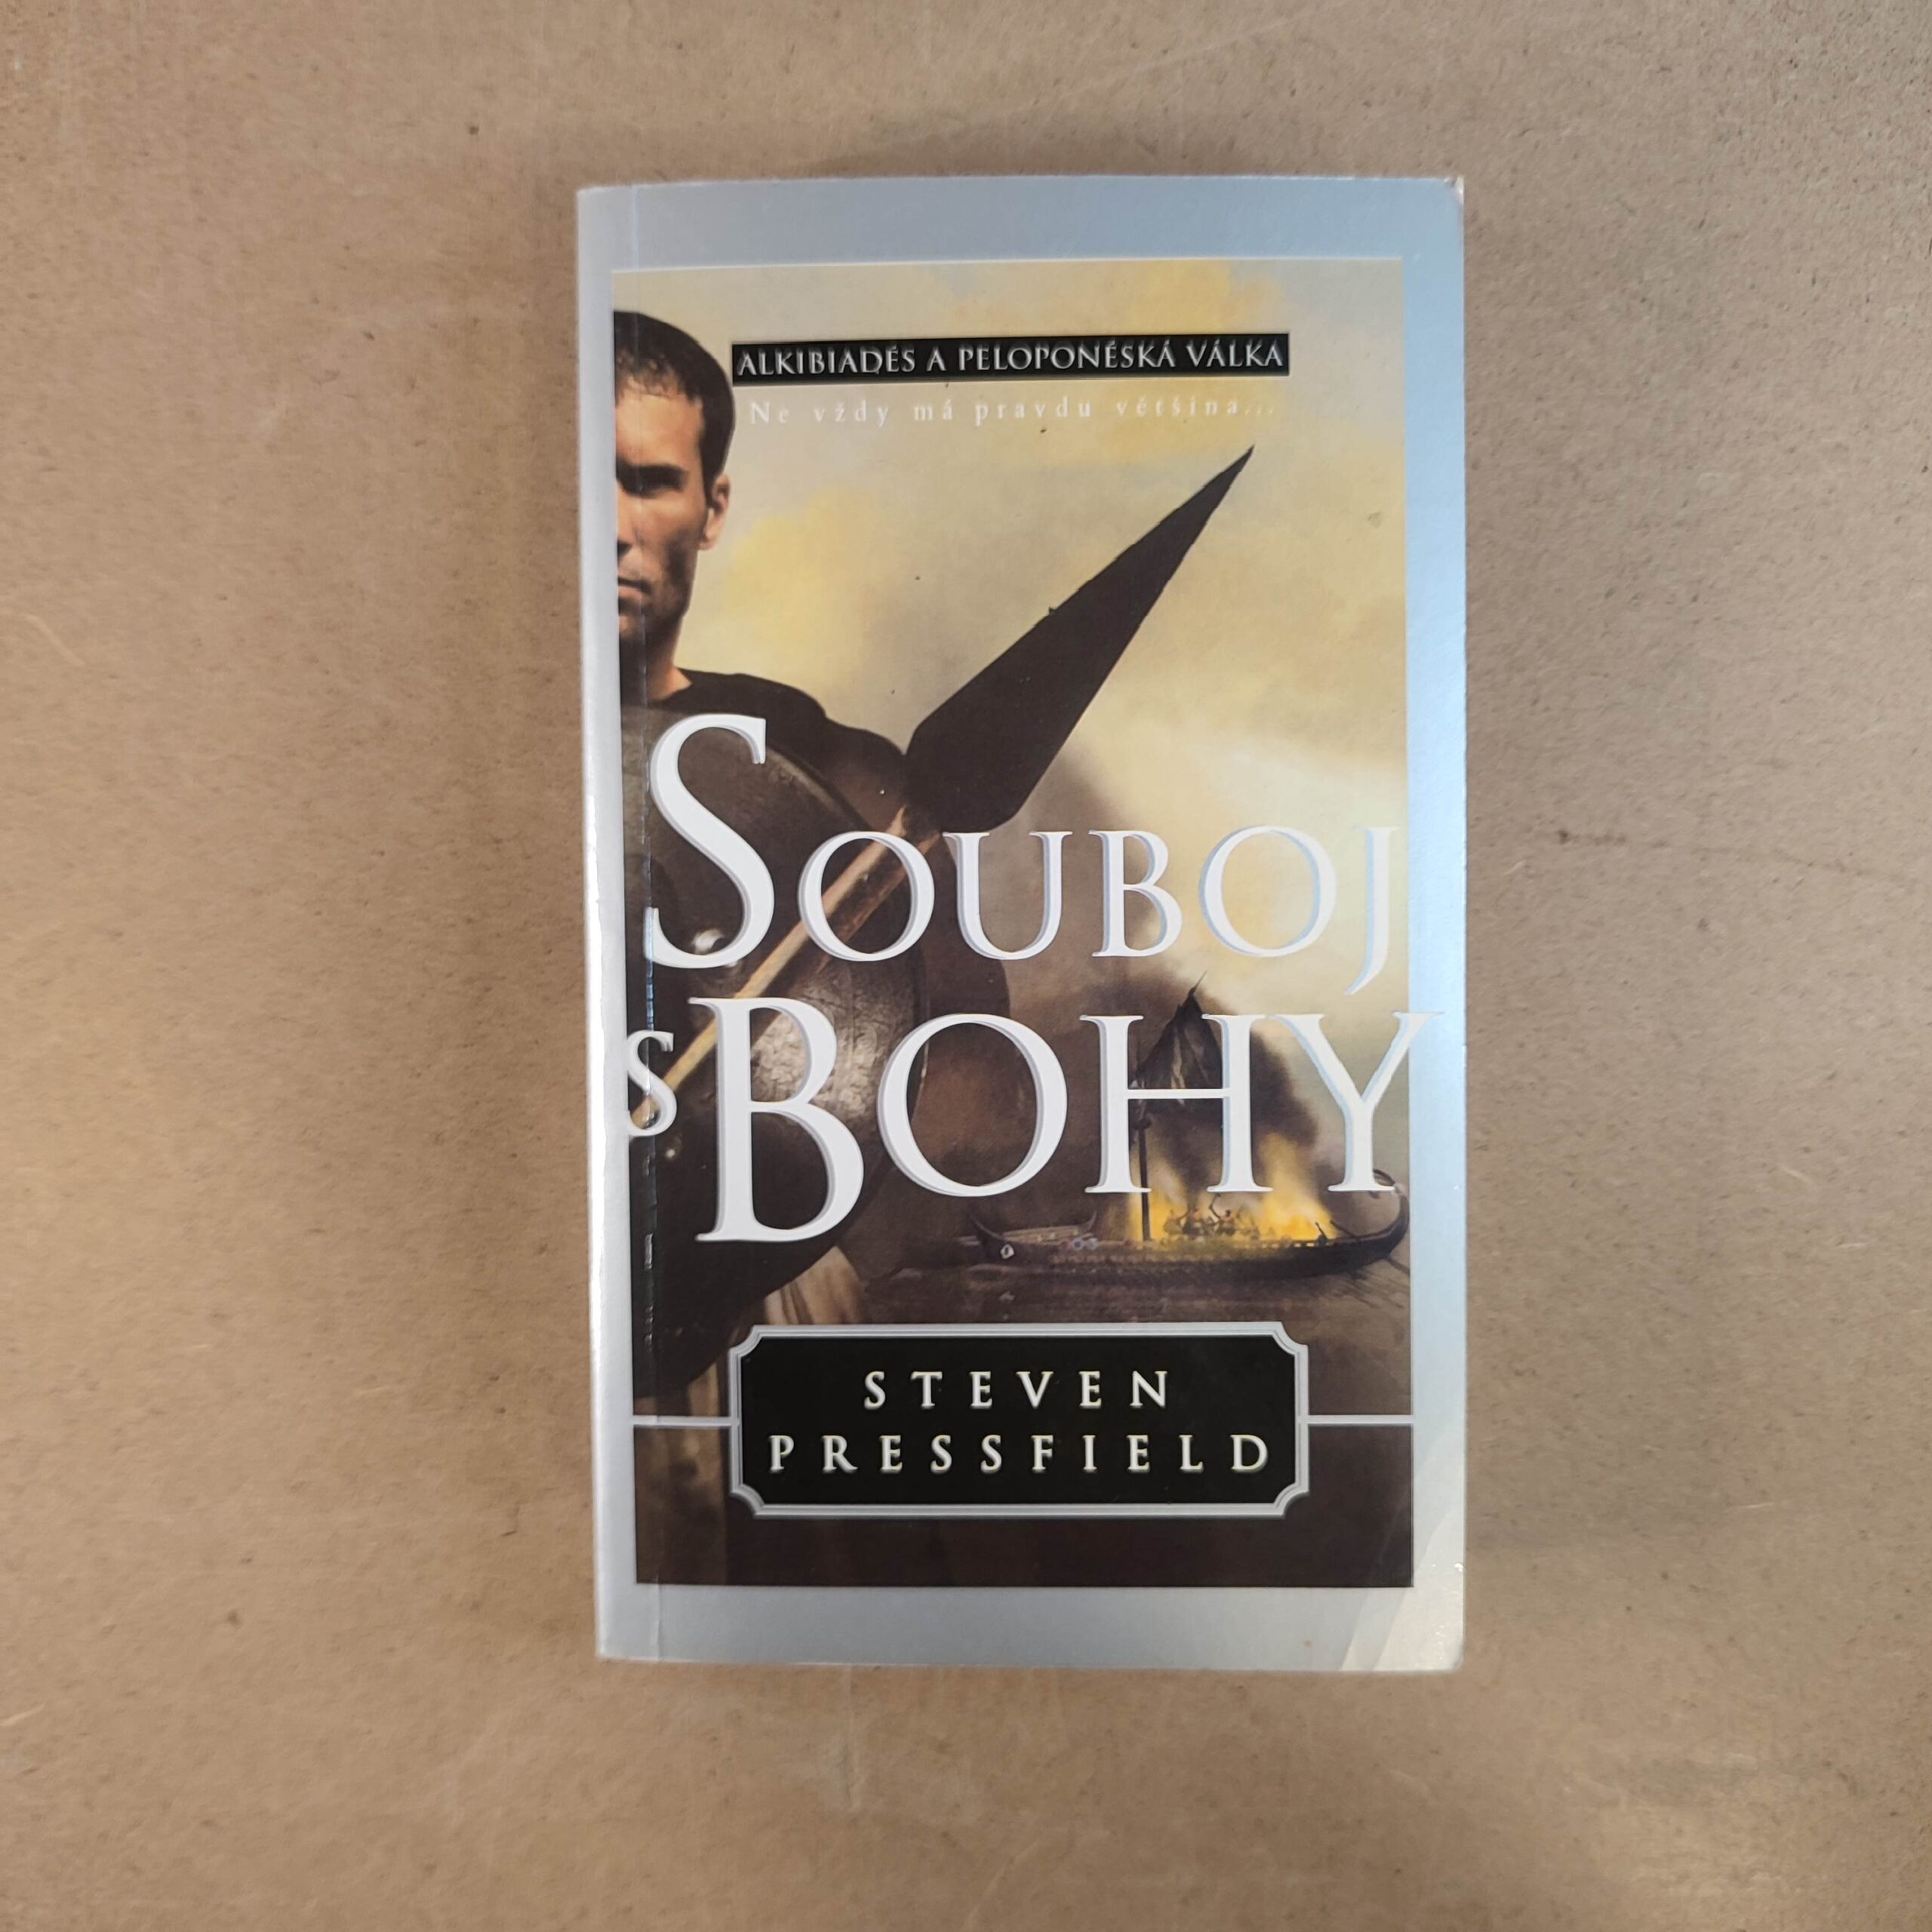 ALKIBIADÉS A PELOPONÉSKÁ VÁLKA
Ne vždy má pravdu většina...
SOUBOJ
S BOHY
STEVEN
PRESSFIELD